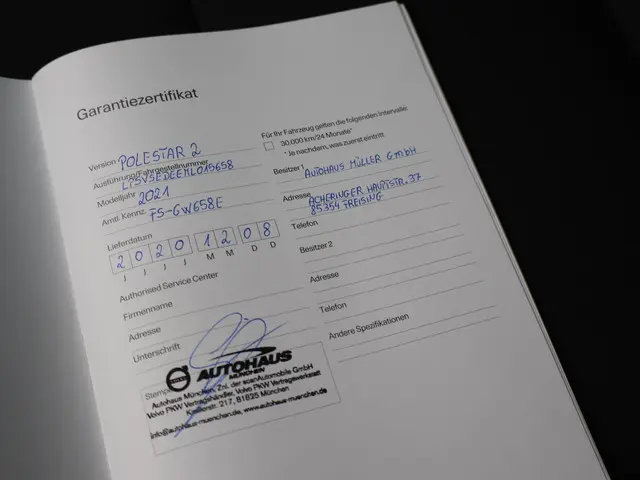 Garantiezertifikat
Version POLESTAR 2
Ausführung/Fahrgestellnummer
LPSVSEDEEML015658
Modelljahr 2021
Amtl. Kennz. FS-GW658E
Lieferdatum
2 0 2 0 1 2 0 8
J J J J M M D D
Authorised Service Center
Firmenname
Adresse
Unterschrift
Stempel
AUTOHAUS
MÜNCHEN
Autohaus München, Znl. der scanAutomobile GmbH
Volvo PKW Vertragshändler, Volvo PKW Vertragswerkstatt
Kreillerstr. 217, 81825 München
info@autohaus-muenchen.de, www.autohaus-muenchen.de
Für Ihr Fahrzeug gelten die folgenden Intervalle:
30.000 km/24 Monate*
* Je nachdem, was zuerst eintritt
Besitzer 1 AUTOHAUS MÜLLER GMBH
Adresse ACHERINGER HAUPTSTR. 37
85354 FREISING
Telefon
Besitzer 2
Adresse
Telefon
Andere Spezifikationen